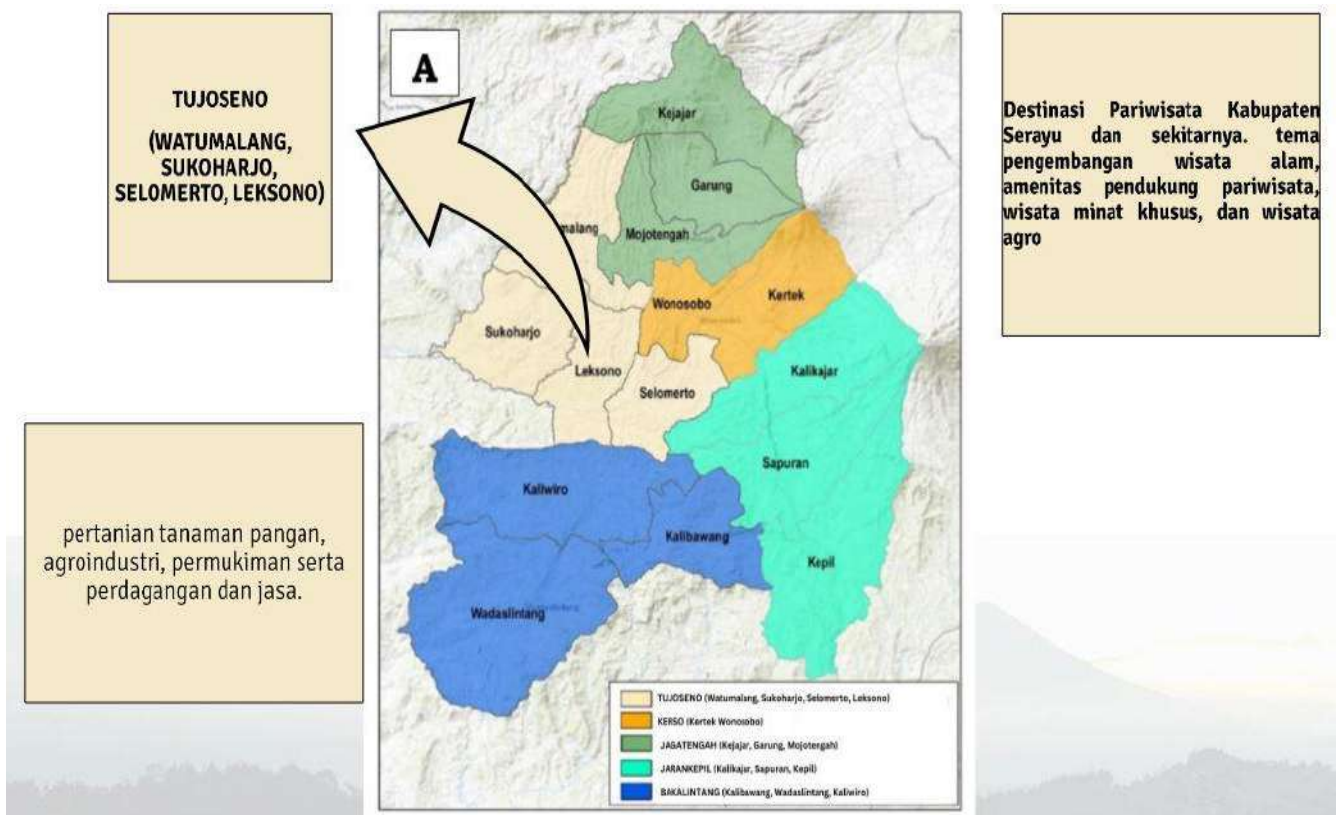 TUJOSENO
(WATUMALANG,
SUKOHARJO,
SELOMERTO, LEKSONO)
A
Destinasi Pariwisata Kabupaten
Serayu dan sekitarnya. tema
pengembangan wisata alam,
amenitas pendukung pariwisata,
wisata minat khusus, dan wisata
agro
Kejajar
Garung
malang
Mojotengah
Wonosobo
Kertek
Sukoharjo
Leksono
Kalikajar
Selomerto
Sapuran
Kaliwiro
Kalibawang
Kepil
Wadaslintang
pertanian tanaman pangan,
agroindustri, permukiman serta
perdagangan dan jasa.
TUJOSENO (Watumalang, Sukoharjo, Selomerto, Leksono)
KERSO (Kertek Wonosobo)
JAGATENGAH (Kejajar, Garung, Mojotengah)
JARANKEPIL (Kalikajar, Sapuran, Kepil)
BAKALINTANG (Kalibawang, Wadaslintang, Kaliwiro)